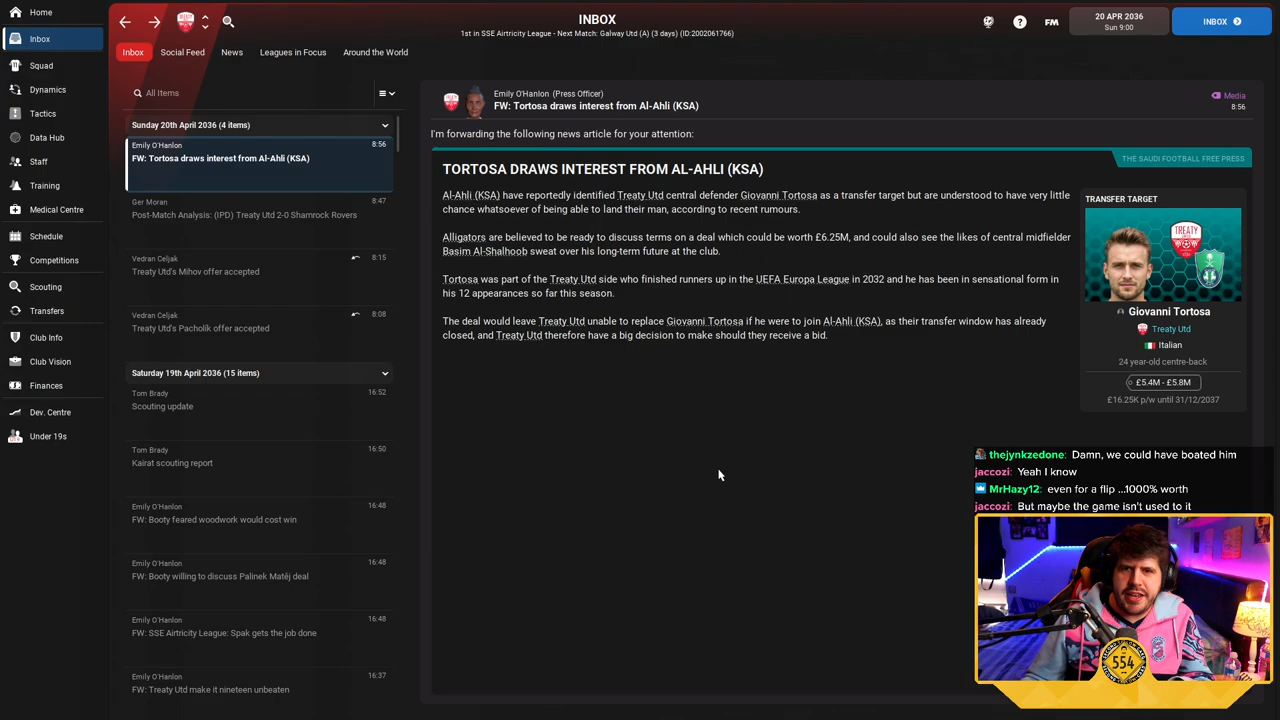 Home
Inbox
Squad
Dynamics
Tactics
Data Hub
Staff
Training
Medical Centre
Schedule
Competitions
Scouting
Transfers
Club Info
Club Vision
Finances
Dev. Centre
Under 19s
INBOX
1st in SSE Airtricity League - Next Match: Galway Utd (A) (3 days) (ID:2002061766)
FM
20 APR 2036
Sun 9:00
INBOX
Inbox
Social Feed
News
Leagues in Focus
Around the World
All Items
Sunday 20th April 2036 (4 items)
Emily O'Hanlon 8:56
FW: Tortosa draws interest from Al-Ahli (KSA)
Ger Moran 8:47
Post-Match Analysis: (IPD) Treaty Utd 2-0 Shamrock Rovers
Vedran Celjak 8:15
Treaty Utd's Mihov offer accepted
Vedran Celjak 8:08
Treaty Utd's Pacholík offer accepted
Saturday 19th April 2036 (15 items)
Tom Brady 16:52
Scouting update
Tom Brady 16:50
Kairat scouting report
Emily O'Hanlon 16:48
FW: Booty feared woodwork would cost win
Emily O'Hanlon 16:48
FW: Booty willing to discuss Palinek Matěj deal
Emily O'Hanlon 16:48
FW: SSE Airtricity League: Spak gets the job done
Emily O'Hanlon 16:37
FW: Treaty Utd make it nineteen unbeaten
Emily O'Hanlon (Press Officer)
FW: Tortosa draws interest from Al-Ahli (KSA)
Media
8:56
I'm forwarding the following news article for your attention:
THE SAUDI FOOTBALL FREE PRESS
TORTOSA DRAWS INTEREST FROM AL-AHLI (KSA)
Al-Ahli (KSA) have reportedly identified Treaty Utd central defender Giovanni Tortosa as a transfer target but are understood to have very little
chance whatsoever of being able to land their man, according to recent rumours.
Alligators are believed to be ready to discuss terms on a deal which could be worth £6.25M, and could also see the likes of central midfielder
Basim Al-Shalhoob sweat over his long-term future at the club.
Tortosa was part of the Treaty Utd side who finished runners up in the UEFA Europa League in 2032 and he has been in sensational form in
his 12 appearances so far this season.
The deal would leave Treaty Utd unable to replace Giovanni Tortosa if he were to join Al-Ahli (KSA), as their transfer window has already
closed, and Treaty Utd therefore have a big decision to make should they receive a bid.
TRANSFER TARGET
Giovanni Tortosa
Treaty Utd
Italian
24 year-old centre-back
£5.4M - £5.8M
£16.25K p/w until 31/12/2037
thejynkzedone: Damn, we could have boated him
jaccozi: Yeah I know
MrHazy12: even for a flip ...1000% worth
jaccozi: But maybe the game isn't used to it
554